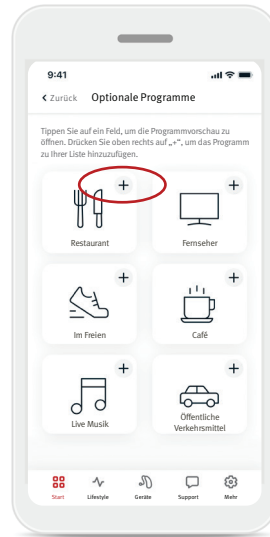 9:41
Zurück Optionale Programme
Tippen Sie auf ein Feld, um die Programmvorschau zu
öffnen. Drücken Sie oben rechts auf „+“, um das Programm
zu Ihrer Liste hinzuzufügen.
+ +
Restaurant Fernseher
+ +
Im Freien Café
+ +
Live Musik Öffentliche
Verkehrsmittel
Start Lifestyle Geräte Support Mehr